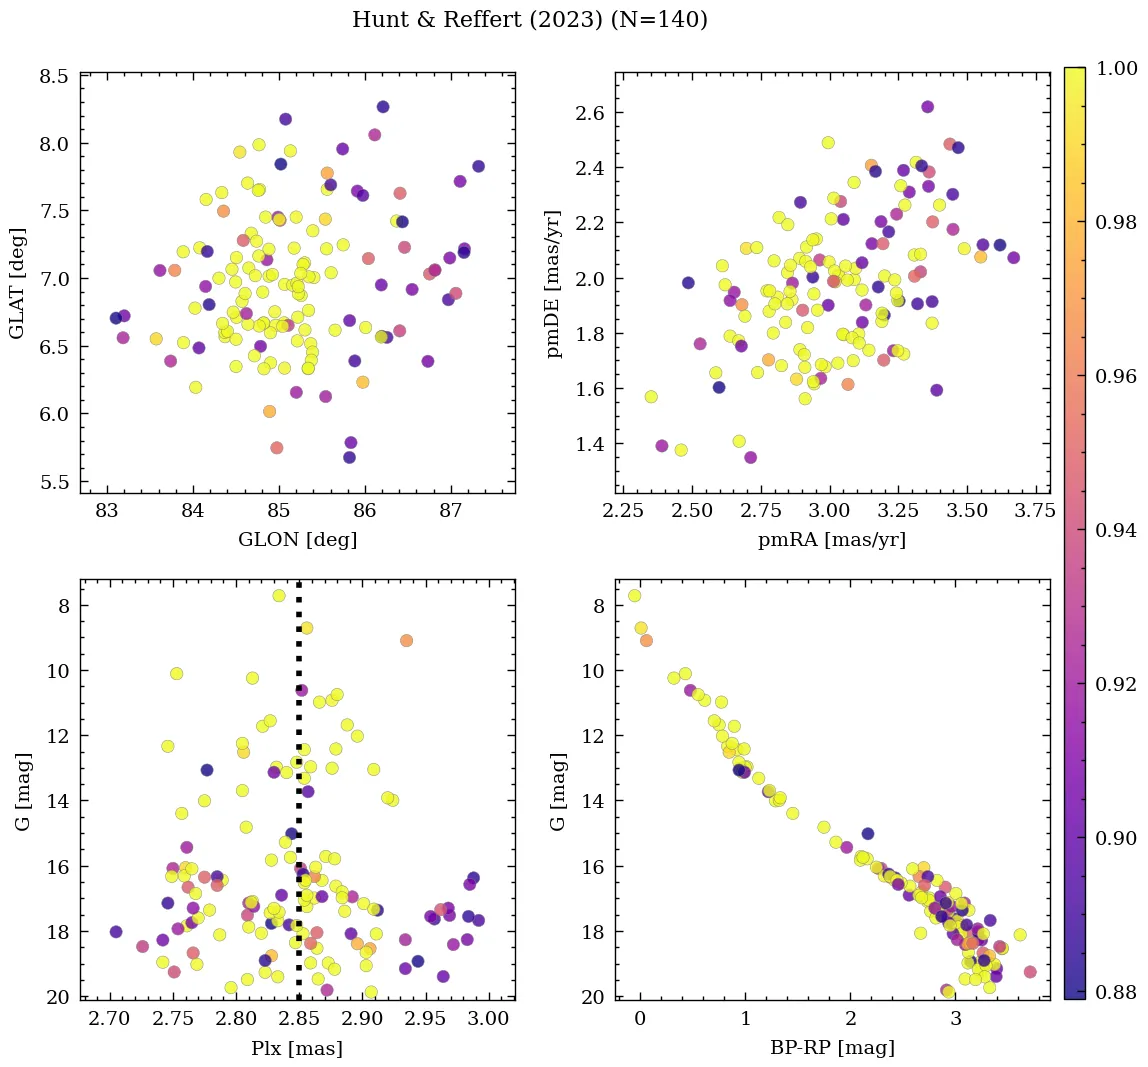 Hunt & Reffert (2023) (N=140)
8.5
8.0
7.5
7.0
6.5
6.0
5.5
GLAT [deg]
83 84 85 86 87
GLON [deg]
2.6
2.4
2.2
2.0
1.8
1.6
1.4
pmDE [mas/yr]
2.25 2.50 2.75 3.00 3.25 3.50 3.75
pmRA [mas/yr]
8
10
12
14
16
18
20
G [mag]
2.70 2.75 2.80 2.85 2.90 2.95 3.00
Plx [mas]
8
10
12
14
16
18
20
G [mag]
0 1 2 3
BP-RP [mag]
1.00
0.98
0.96
0.94
0.92
0.90
0.88